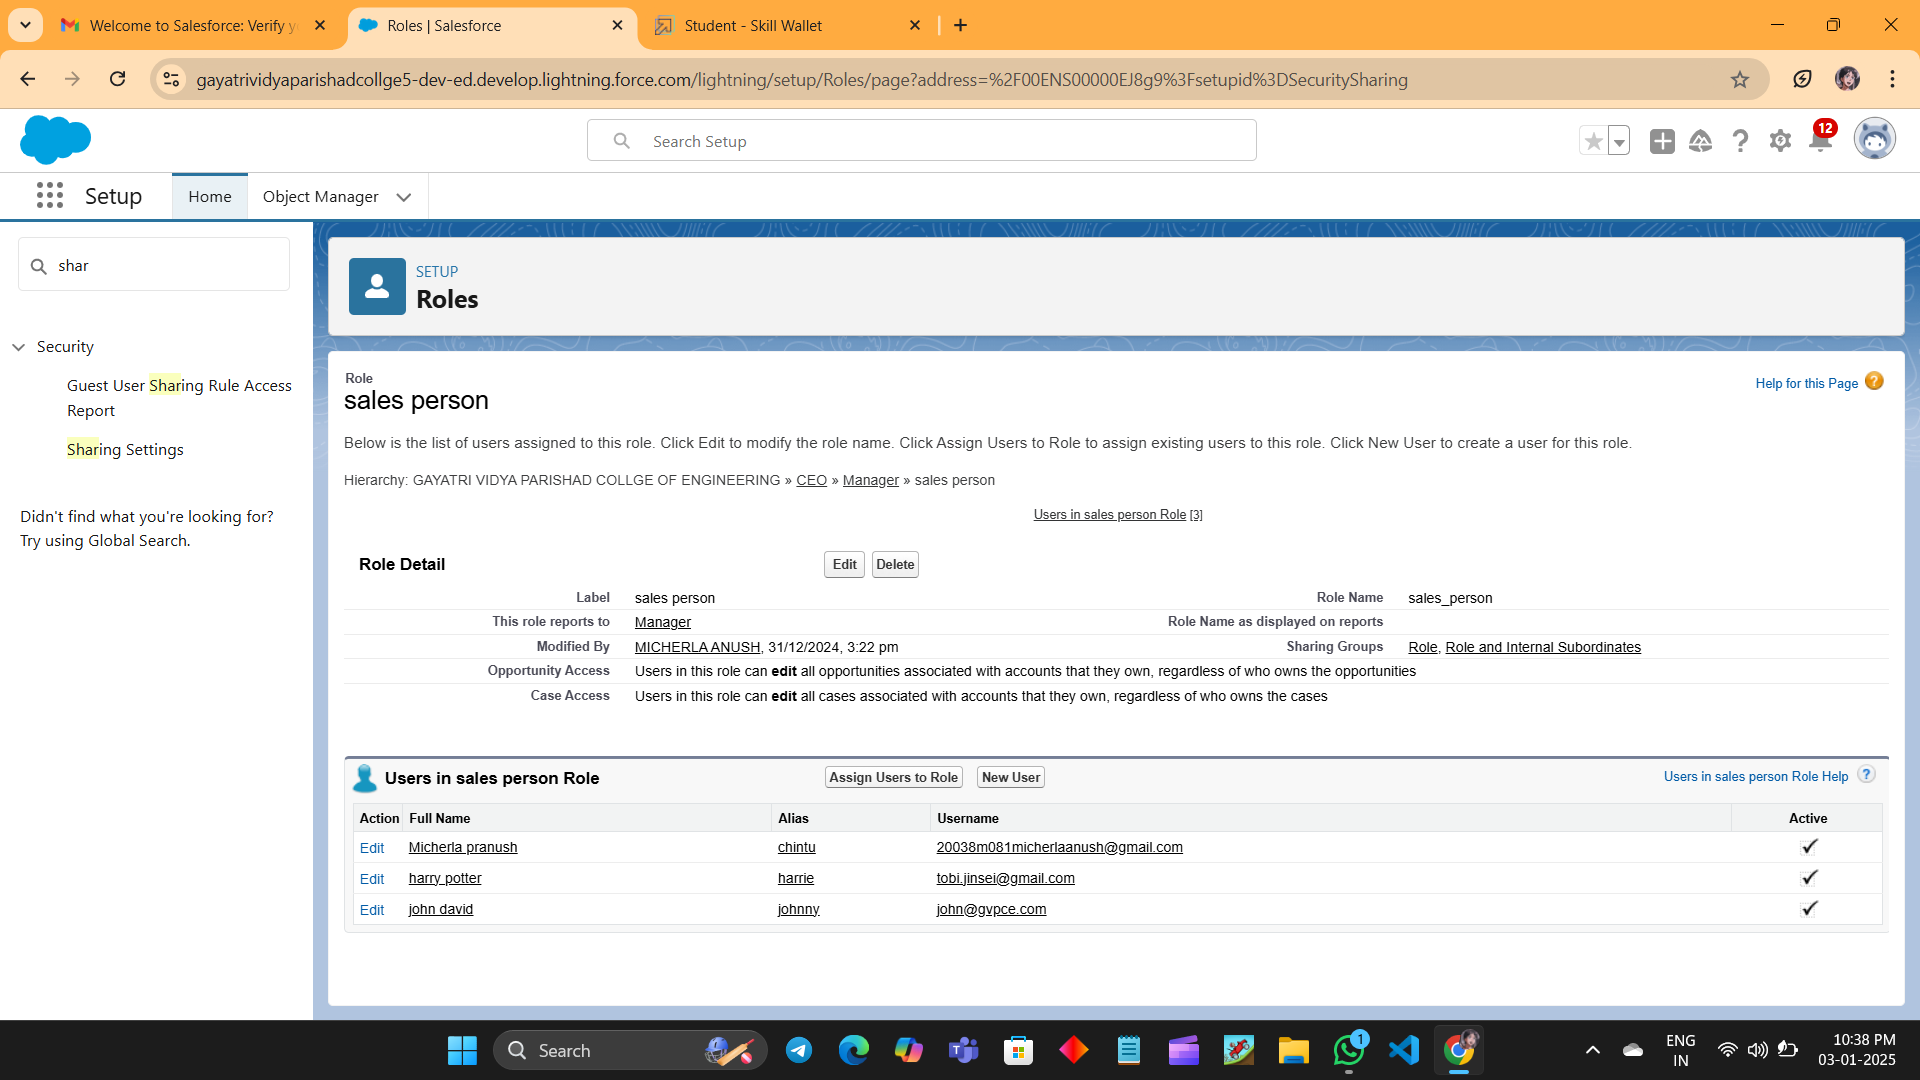 Welcome to Salesforce: Verify y
Roles | Salesforce
Student - Skill Wallet
gayatrividyaparishadcollge5-dev-ed.develop.lightning.force.com/lightning/setup/Roles/page?address=%2F00ENS00000EJ8g9%3Fsetupid%3DSecuritySharing
Search Setup
12
Setup
Home
Object Manager
shar
Security
Guest User Sharing Rule Access
Report
Sharing Settings
Didn't find what you're looking for?
Try using Global Search.
SETUP
Roles
Role
sales person
Help for this Page
Below is the list of users assigned to this role. Click Edit to modify the role name. Click Assign Users to Role to assign existing users to this role. Click New User to create a user for this role.
Hierarchy: GAYATRI VIDYA PARISHAD COLLGE OF ENGINEERING » CEO » Manager » sales person
Users in sales person Role [3]
Role Detail
Edit
Delete
Label sales person Role Name sales_person
This role reports to Manager Role Name as displayed on reports
Modified By MICHERLA ANUSH, 31/12/2024, 3:22 pm Sharing Groups Role, Role and Internal Subordinates
Opportunity Access Users in this role can edit all opportunities associated with accounts that they own, regardless of who owns the opportunities
Case Access Users in this role can edit all cases associated with accounts that they own, regardless of who owns the cases
Users in sales person Role
Assign Users to Role
New User
Users in sales person Role Help ?
Action Full Name Alias Username Active
Edit Micherla pranush chintu 20038m081micherlaanush@gmail.com
Edit harry potter harrie tobi.jinsei@gmail.com
Edit john david johnny john@gvpce.com
Search
1
ENG
IN
10:38 PM
03-01-2025